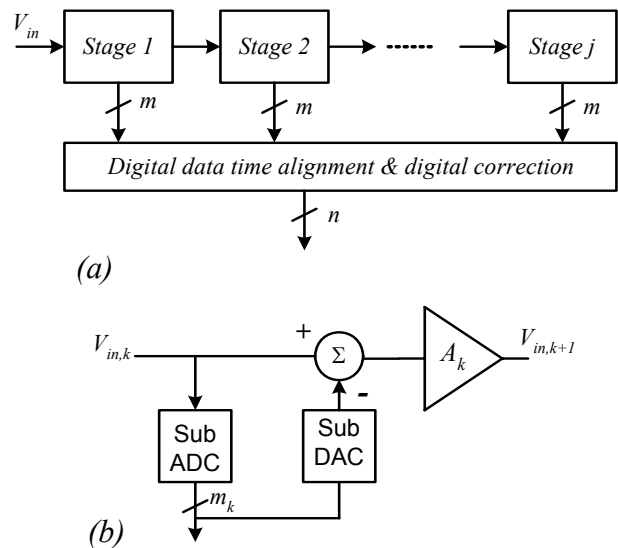 V_in
Stage 1
Stage 2
Stage j
m
m
m
Digital data time alignment & digital correction
n
(a)
V_in,k
+
Σ
-
A_k
V_in,k+1
Sub
ADC
Sub
DAC
m_k
(b)